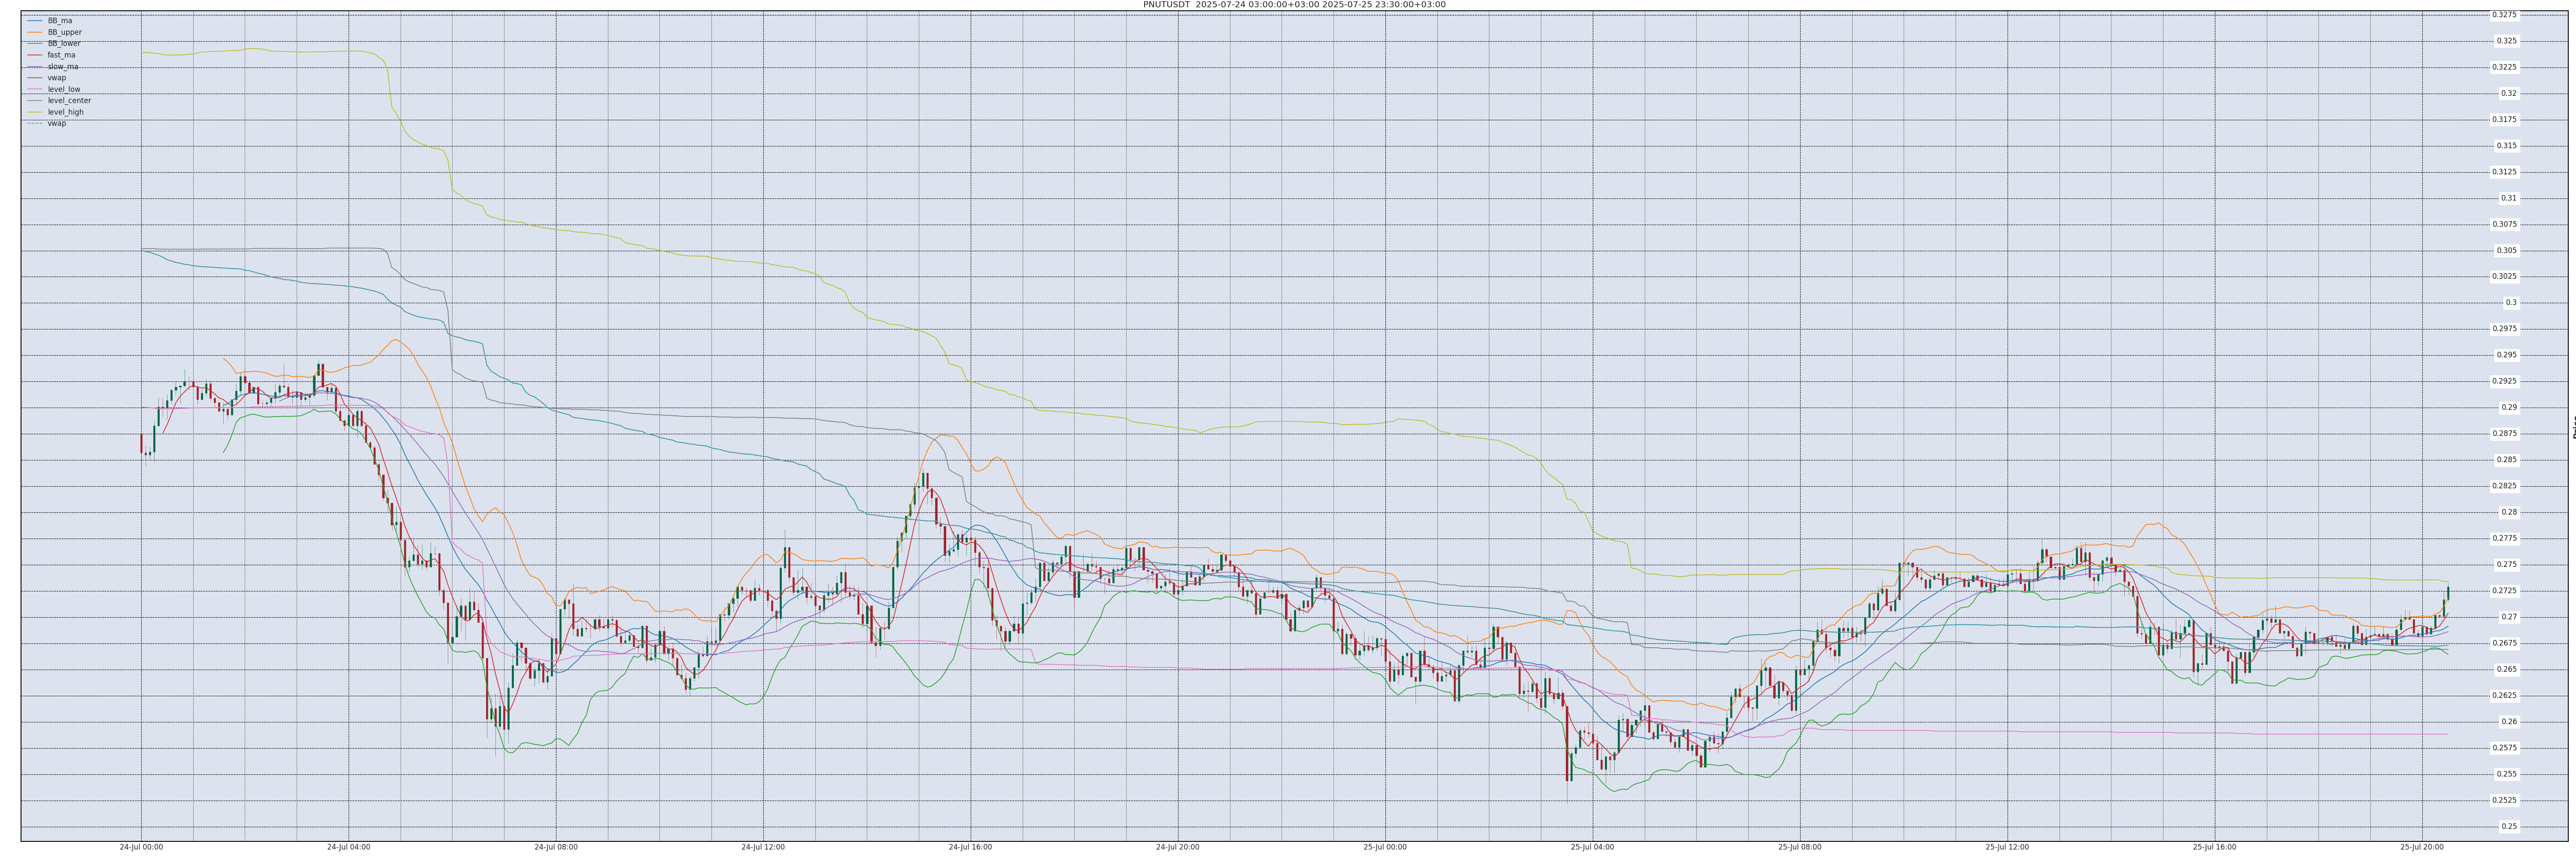 PNUTUSDT 2025-07-24 03:00:00+03:00 2025-07-25 23:30:00+03:00
BB_ma
BB_upper
BB_lower
fast_ma
slow_ma
vwap
level_low
level_center
level_high
vwap
0.3275
0.325
0.3225
0.32
0.3175
0.315
0.3125
0.31
0.3075
0.305
0.3025
0.3
0.2975
0.295
0.2925
0.29
0.2875
0.285
0.2825
0.28
0.2775
0.275
0.2725
0.27
0.2675
0.265
0.2625
0.26
0.2575
0.255
0.2525
0.25
24-Jul 00:00
24-Jul 04:00
24-Jul 08:00
24-Jul 12:00
24-Jul 16:00
24-Jul 20:00
25-Jul 00:00
25-Jul 04:00
25-Jul 08:00
25-Jul 12:00
25-Jul 16:00
25-Jul 20:00